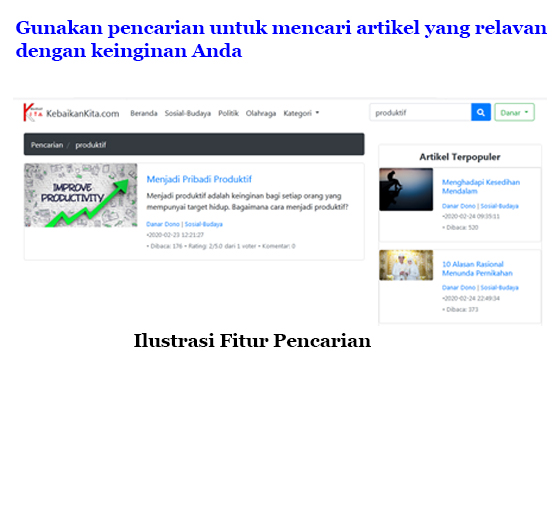 Gunakan pencarian untuk mencari artikel yang relavan
dengan keinginan Anda
KebaikanKita.com Beranda Sosial-Budaya Politik Olahraga Kategori produktif Danar
Pencarian / produktif
IMPROVE
PRODUCTIVITY
Menjadi Pribadi Produktif
Menjadi produktif adalah keinginan bagi setiap orang yang
mempunyai target hidup. Bagaimana cara menjadi produktif?
Danar Dono | Sosial-Budaya
•2020-02-23 12:21:27
• Dibaca: 176 • Rating: 2/5.0 dari 1 voter • Komentar: 0
Artikel Terpopuler
Menghadapi Kesedihan
Mendalam
Danar Dono | Sosial-Budaya
•2020-02-24 09:35:11
• Dibaca: 520
10 Alasan Rasional
Menunda Pernikahan
Danar Dono | Sosial-Budaya
•2020-02-24 22:49:34
• Dibaca: 373
Ilustrasi Fitur Pencarian